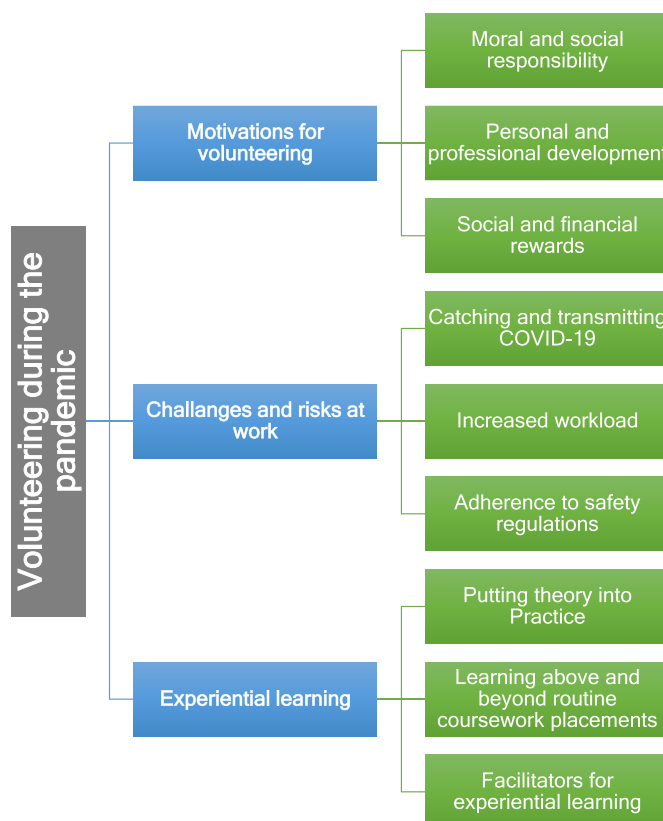 Volunteering during the
pandemic
Motivations for
volunteering
Moral and social
responsibility
Personal and
professional development
Social and financial
rewards
Challanges and risks at
work
Catching and transmitting
COVID-19
Increased workload
Adherence to safety
regulations
Experiential learning
Putting theory into
Practice
Learning above and
beyond routine
coursework placements
Facilitators for
experiential learning